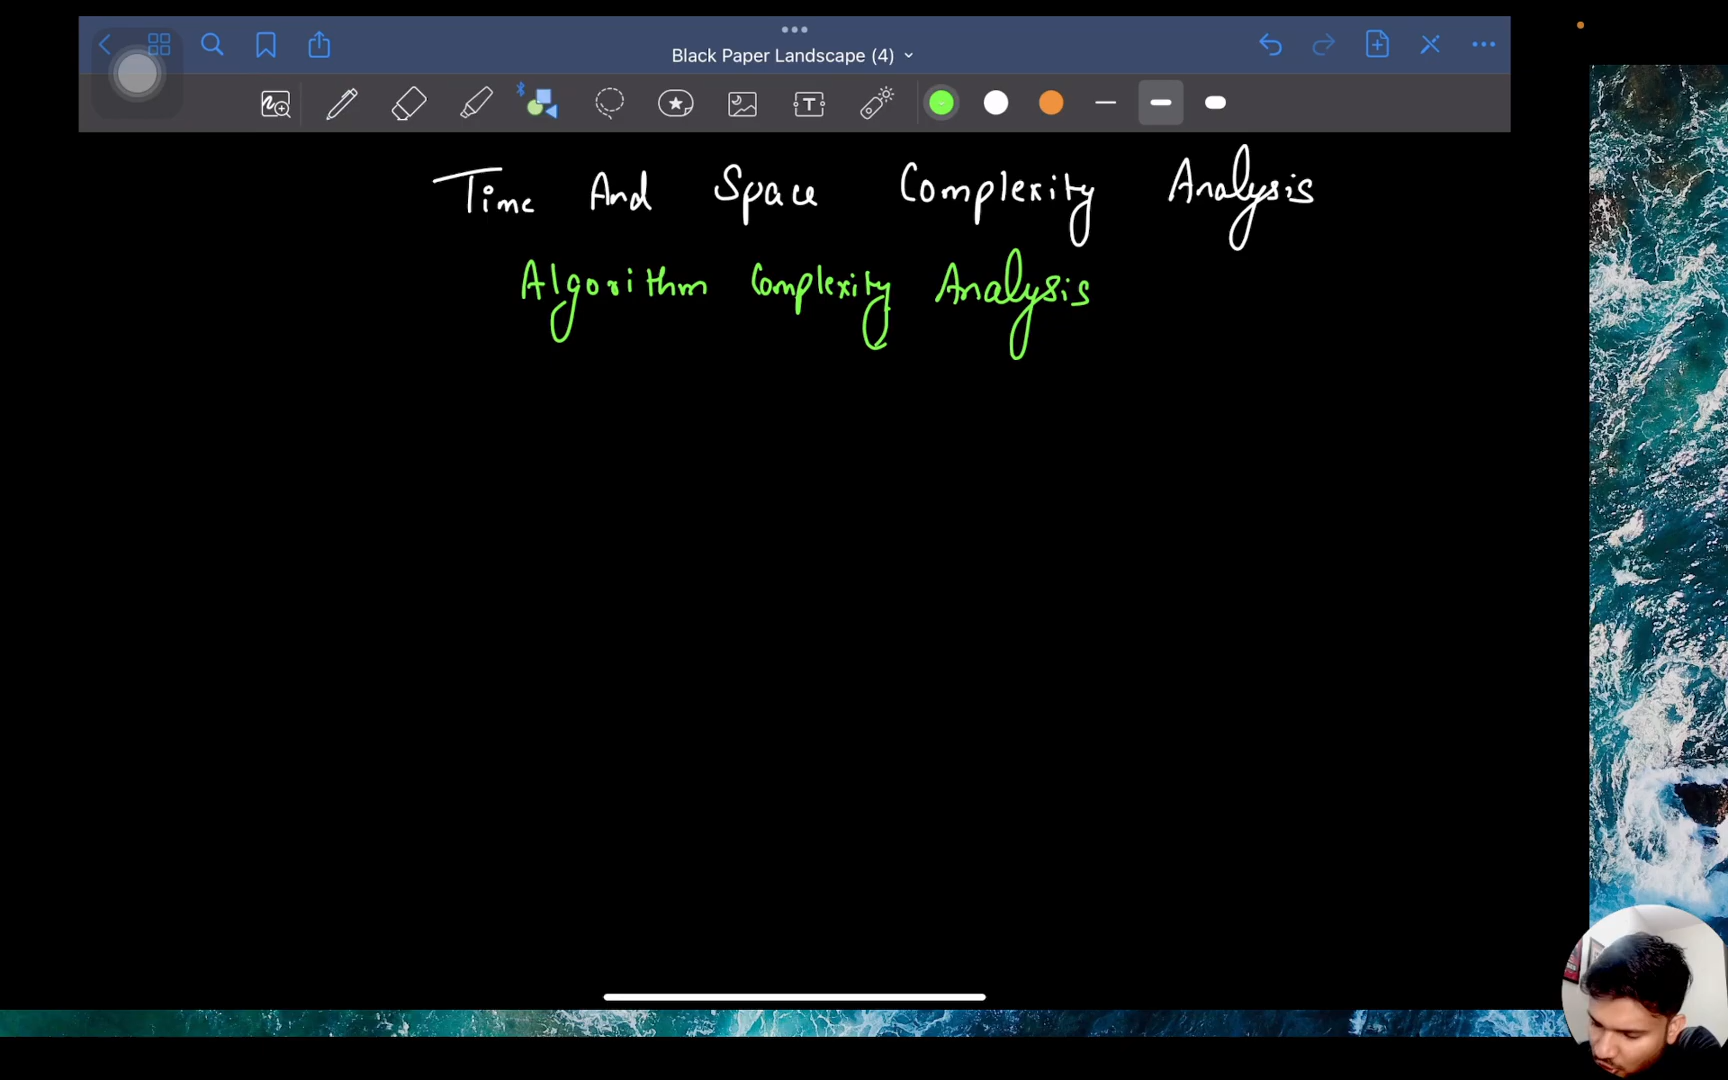 Black Paper Landscape (4)
T
Time And Space Complexity Analysis
Algorithm Complexity Analysis